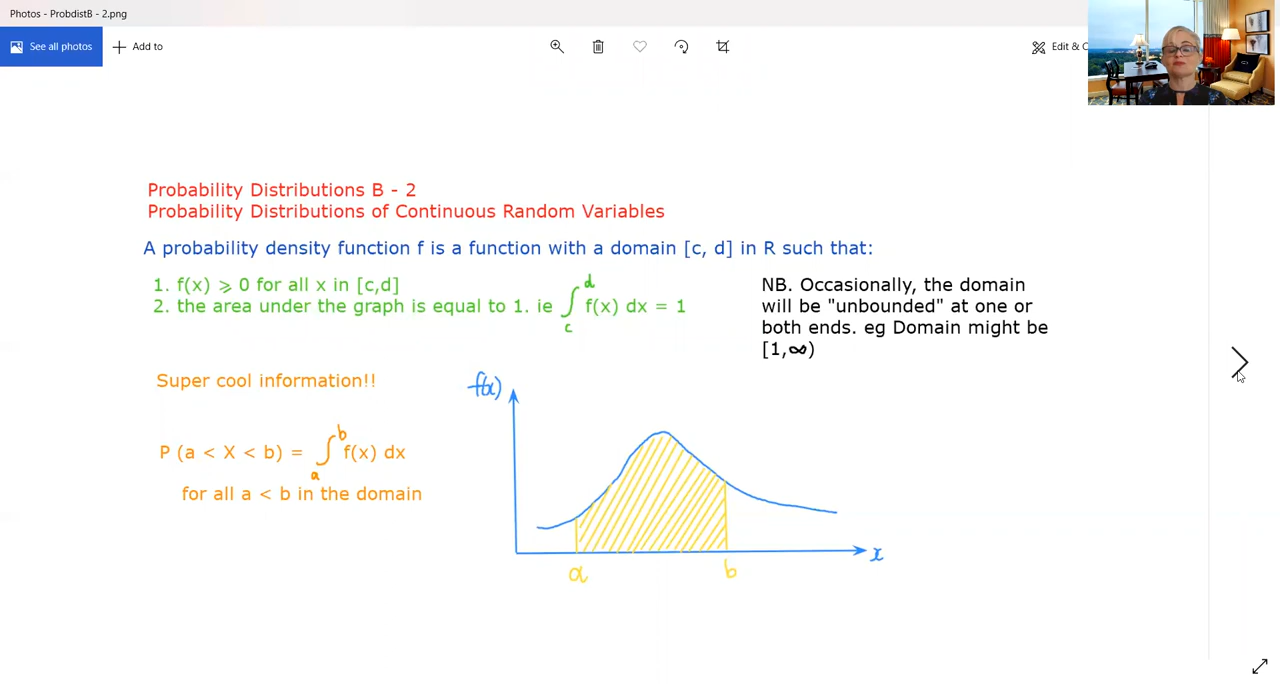 Photos - ProbdistB - 2.png
See all photos
Add to
Edit & C
Probability Distributions B - 2
Probability Distributions of Continuous Random Variables
A probability density function f is a function with a domain [c, d] in R such that:
1. f(x) ⩾ 0 for all x in [c,d]
2. the area under the graph is equal to 1. ie ∫_c^d f(x) dx = 1
NB. Occasionally, the domain
will be "unbounded" at one or
both ends. eg Domain might be
[1,∞)
Super cool information!!
P (a < X < b) = ∫_a^b f(x) dx
for all a < b in the domain
f(x)
x
a
b